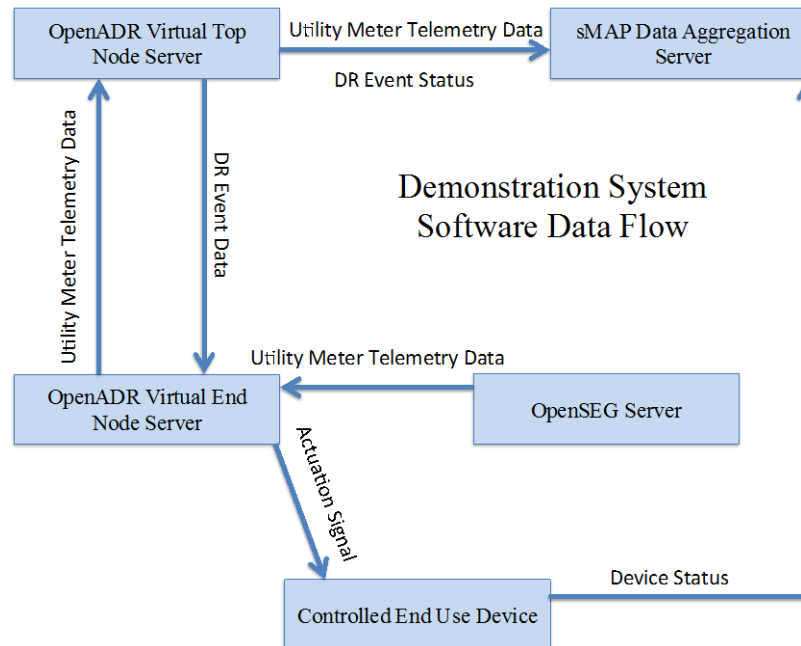 OpenADR Virtual Top
Node Server
Utility Meter Telemetry Data
DR Event Status
sMAP Data Aggregation
Server
Utility Meter Telemetry Data
DR Event Data
Demonstration System
Software Data Flow
Utility Meter Telemetry Data
OpenADR Virtual End
Node Server
OpenSEG Server
Actuation Signal
Device Status
Controlled End Use Device